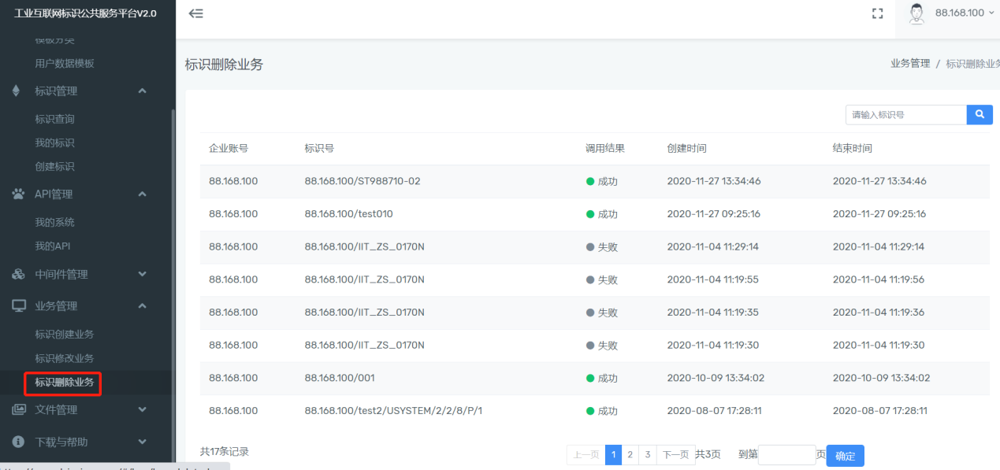 工业互联网标识公共服务平台V2.0
88.168.100
模板分类
用户数据模板
标识管理
标识查询
我的标识
创建标识
API管理
我的系统
我的API
中间件管理
业务管理
标识创建业务
标识修改业务
标识删除业务
文件管理
下载与帮助
标识删除业务
业务管理 / 标识删除业务
请输入标识号
企业账号 标识号 调用结果 创建时间 结束时间
88.168.100 88.168.100/ST988710-02 成功 2020-11-27 13:34:46 2020-11-27 13:34:46
88.168.100 88.168.100/test010 成功 2020-11-27 09:25:16 2020-11-27 09:25:16
88.168.100 88.168.100/IIT_ZS_0170N 失败 2020-11-04 11:29:14 2020-11-04 11:29:14
88.168.100 88.168.100/IIT_ZS_0170N 失败 2020-11-04 11:19:55 2020-11-04 11:19:56
88.168.100 88.168.100/IIT_ZS_0170N 失败 2020-11-04 11:19:35 2020-11-04 11:19:36
88.168.100 88.168.100/IIT_ZS_0170N 失败 2020-11-04 11:19:30 2020-11-04 11:19:30
88.168.100 88.168.100/001 成功 2020-10-09 13:34:02 2020-10-09 13:34:02
88.168.100 88.168.100/test2/USYSTEM/2/2/8/P/1 成功 2020-08-07 17:28:11 2020-08-07 17:28:11
共17条记录
上一页 1 2 3 下一页 共3页 到第 页 确定